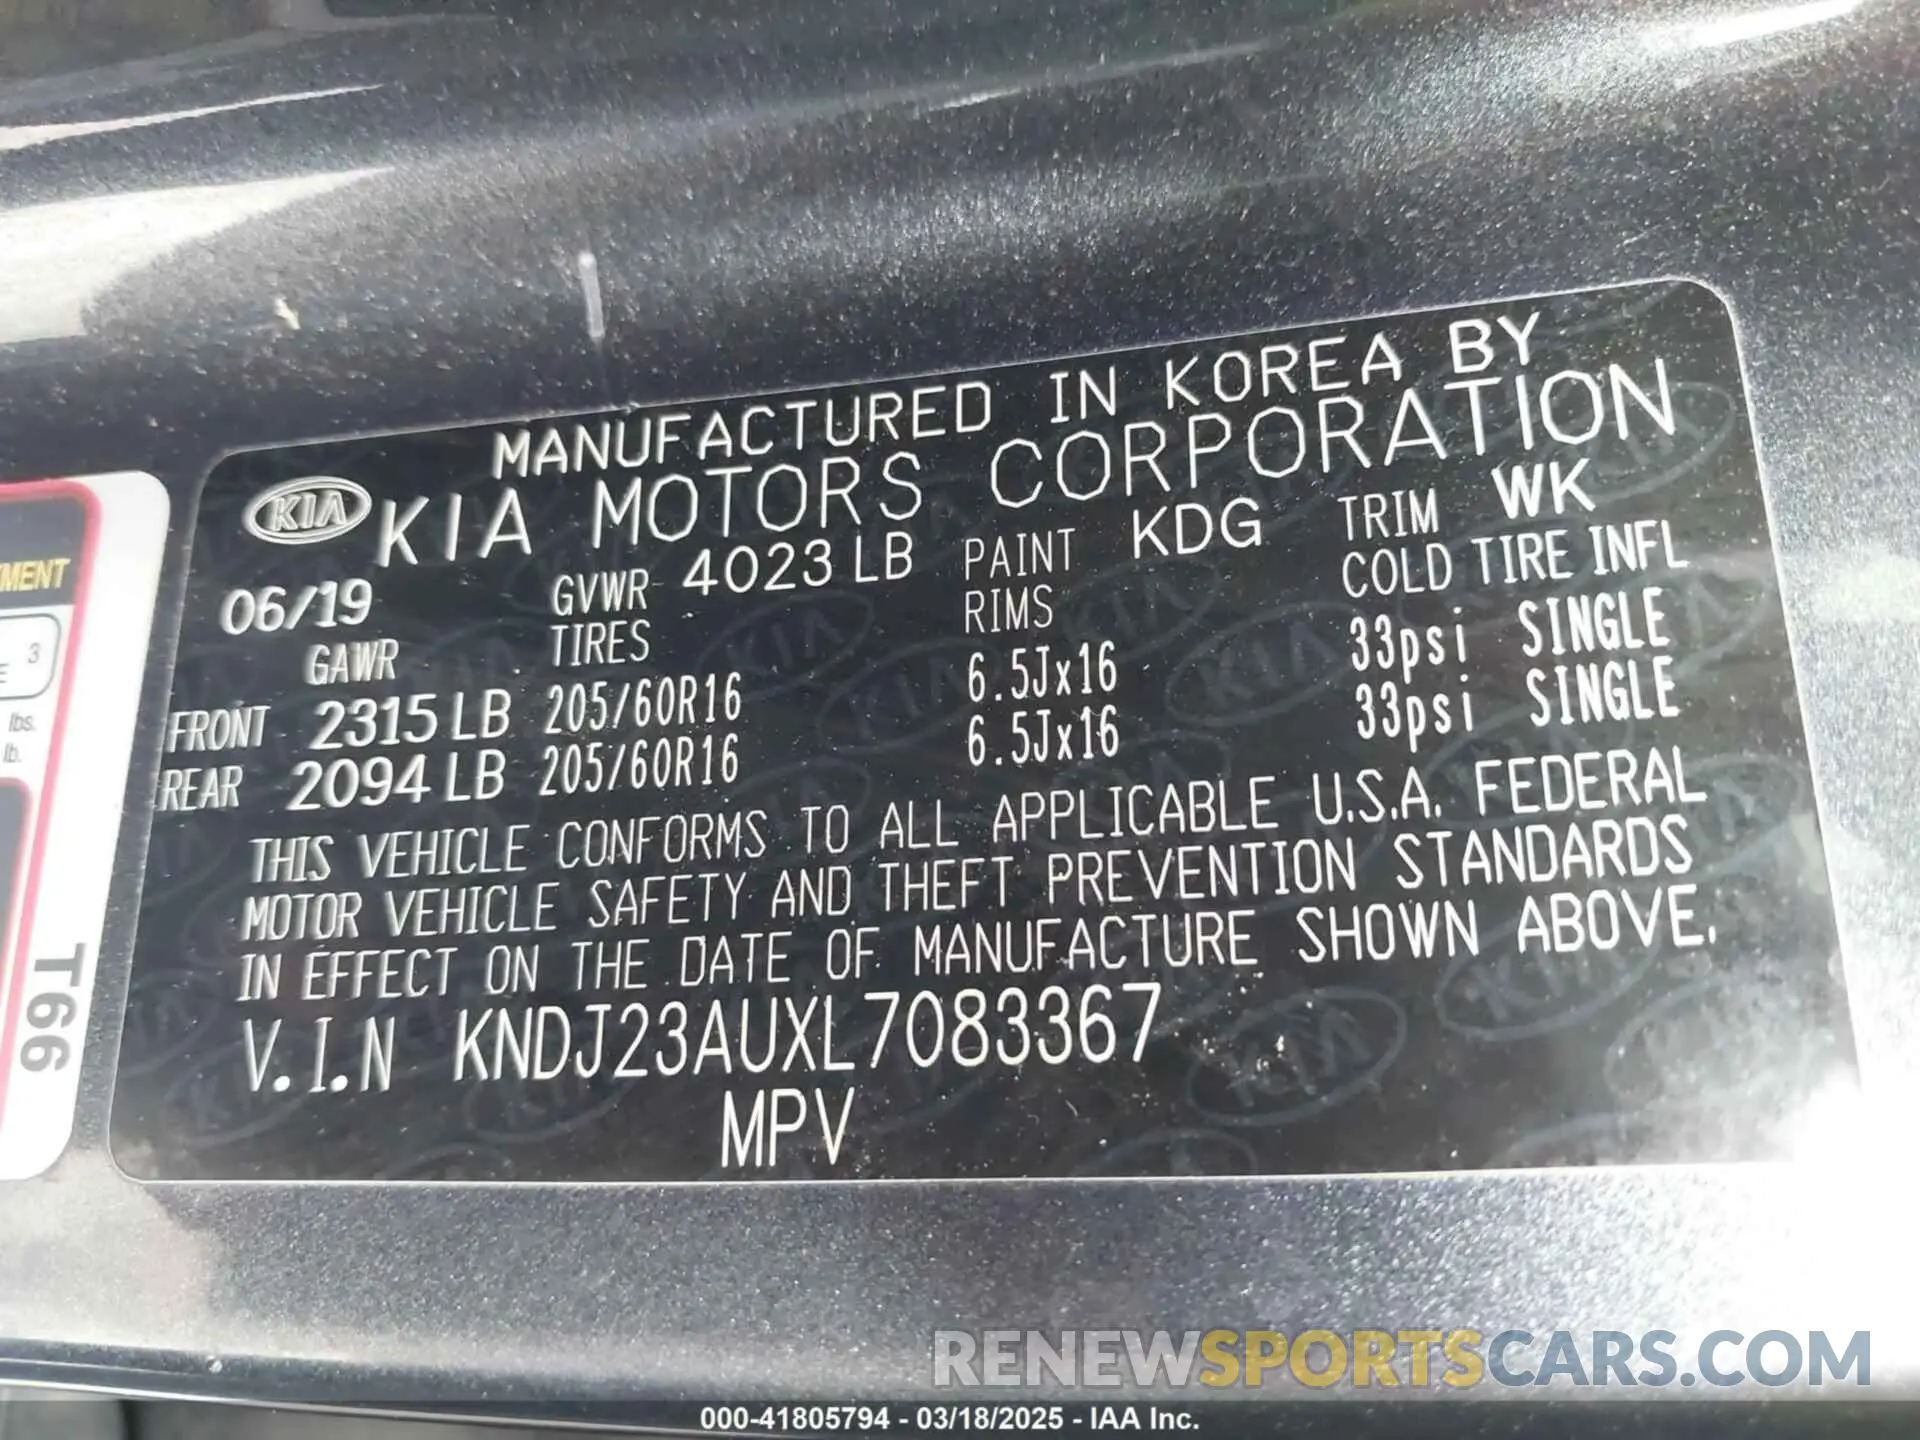 MANUFACTURED IN KOREA BY
KIA KIA MOTORS CORPORATION
06/19 GVWR 4023 LB PAINT KDG TRIM WK
GAWR TIRES RIMS COLD TIRE INFL
FRONT 2315 LB 205/60R16 6.5Jx16 33psi SINGLE
REAR 2094 LB 205/60R16 6.5Jx16 33psi SINGLE
THIS VEHICLE CONFORMS TO ALL APPLICABLE U.S.A. FEDERAL
MOTOR VEHICLE SAFETY AND THEFT PREVENTION STANDARDS
IN EFFECT ON THE DATE OF MANUFACTURE SHOWN ABOVE.
V.I.N KNDJ23AUXL7083367
MPV
3
lbs.
lb.
T66
RENEWSPORTSCARS.COM
000-41805794 - 03/18/2025 - IAA Inc.